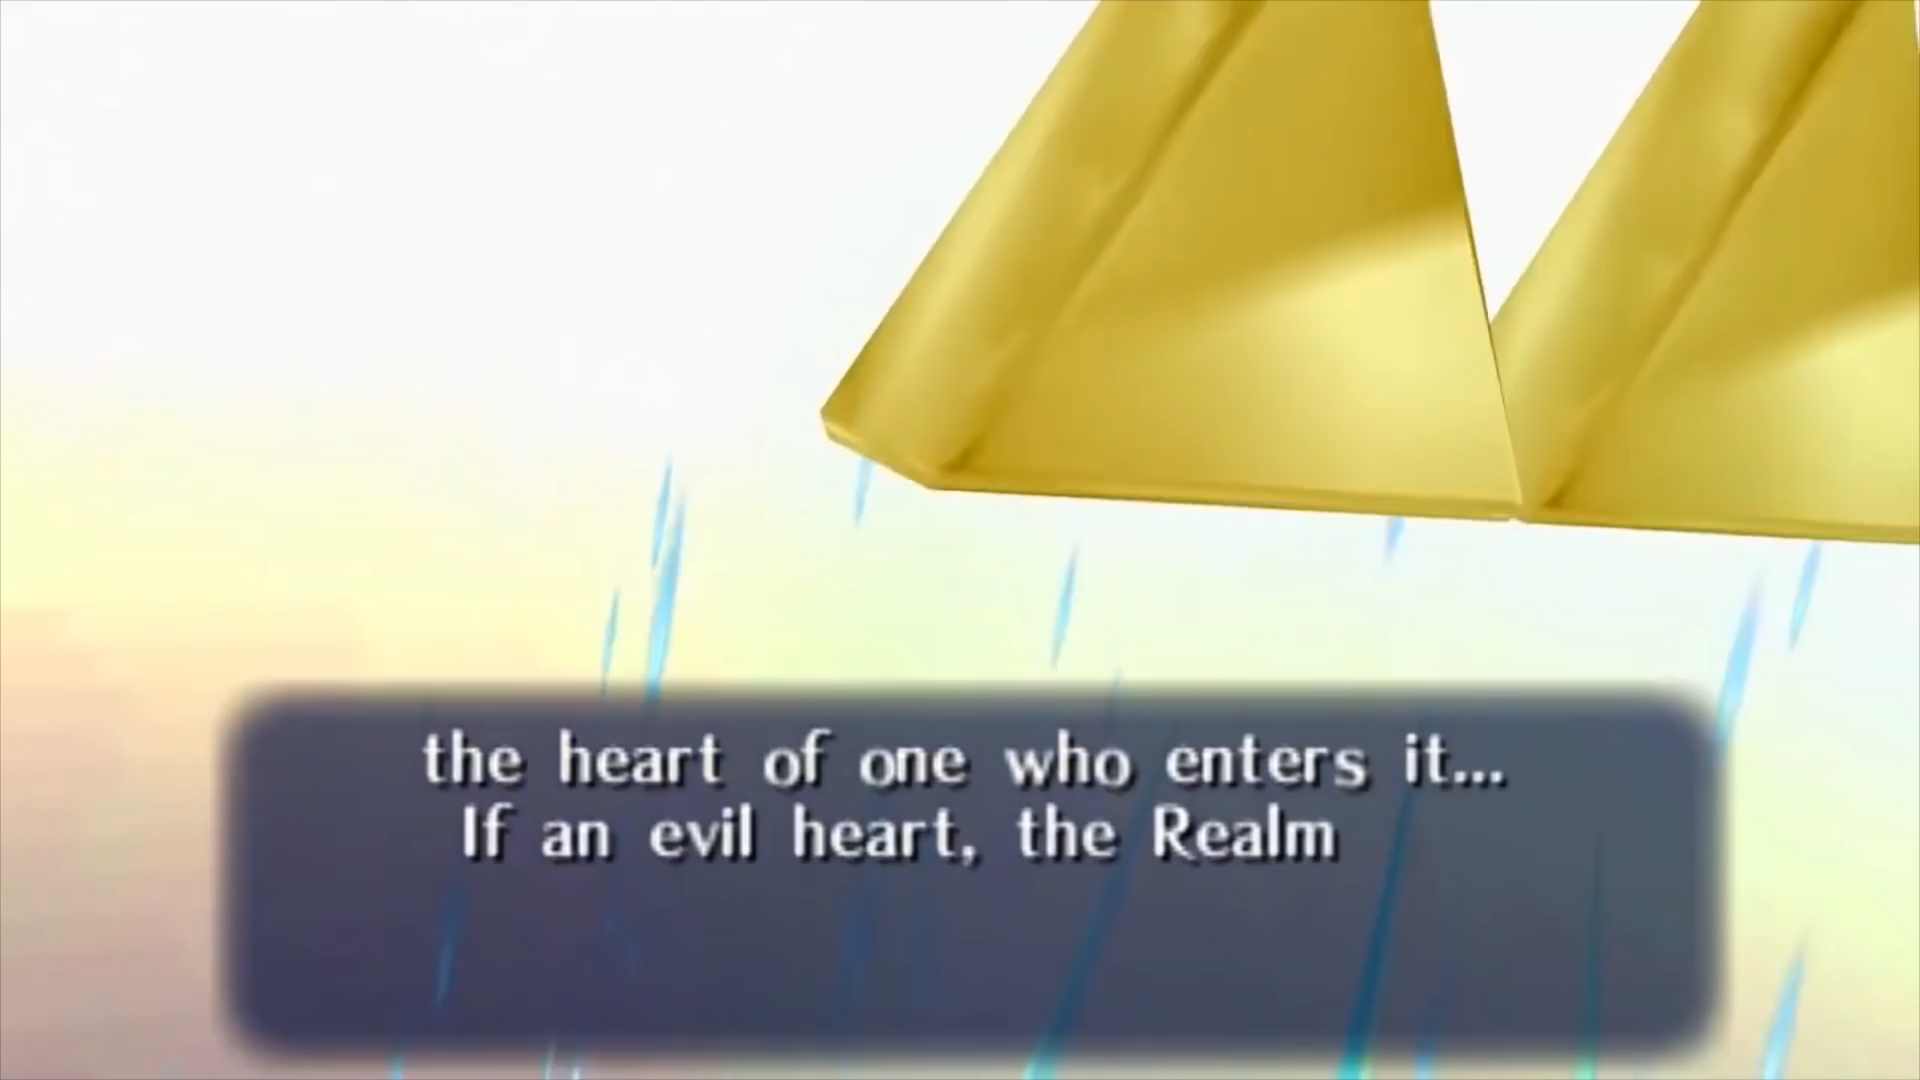 the heart of one who enters it...
If an evil heart, the Realm